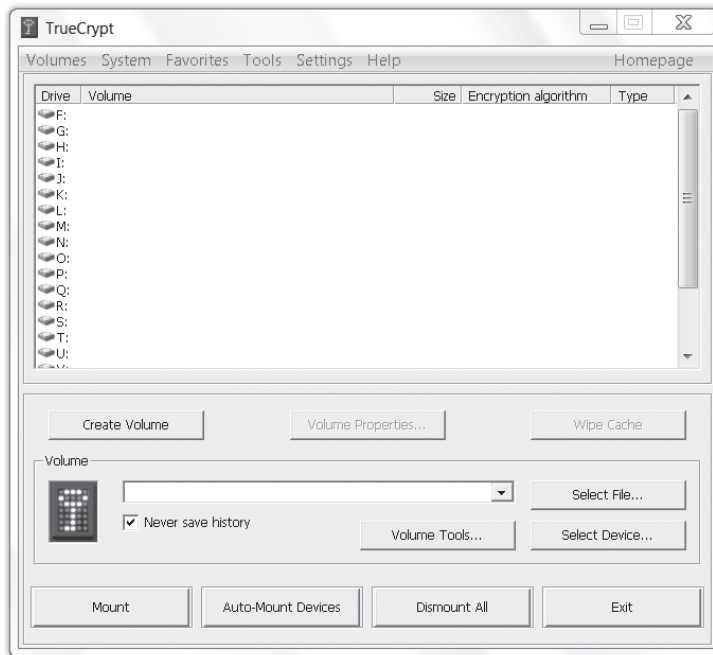 TrueCrypt
Volumes System Favorites Tools Settings Help Homepage
Drive Volume Size Encryption algorithm Type
F:
G:
H:
I:
J:
K:
L:
M:
N:
O:
P:
Q:
R:
S:
T:
U:
V:
Create Volume Volume Properties... Wipe Cache
Volume
Select File...
Never save history
Volume Tools... Select Device...
Mount Auto-Mount Devices Dismount All Exit